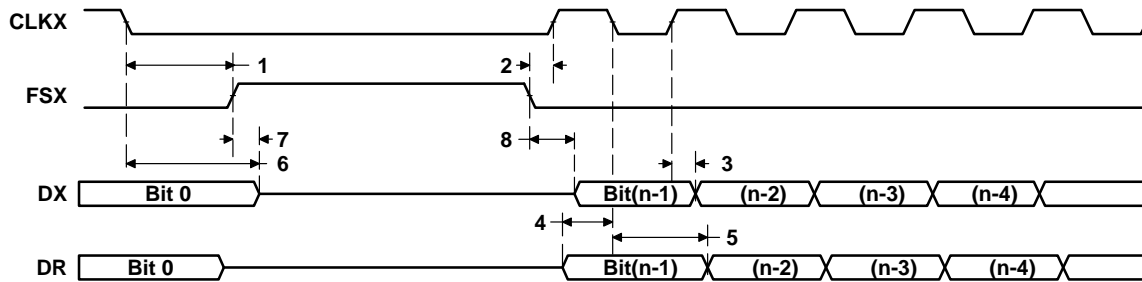 CLKX
1
2
FSX
7
8
6
3
DX
Bit 0
Bit(n-1)
(n-2)
(n-3)
(n-4)
4
5
DR
Bit 0
Bit(n-1)
(n-2)
(n-3)
(n-4)